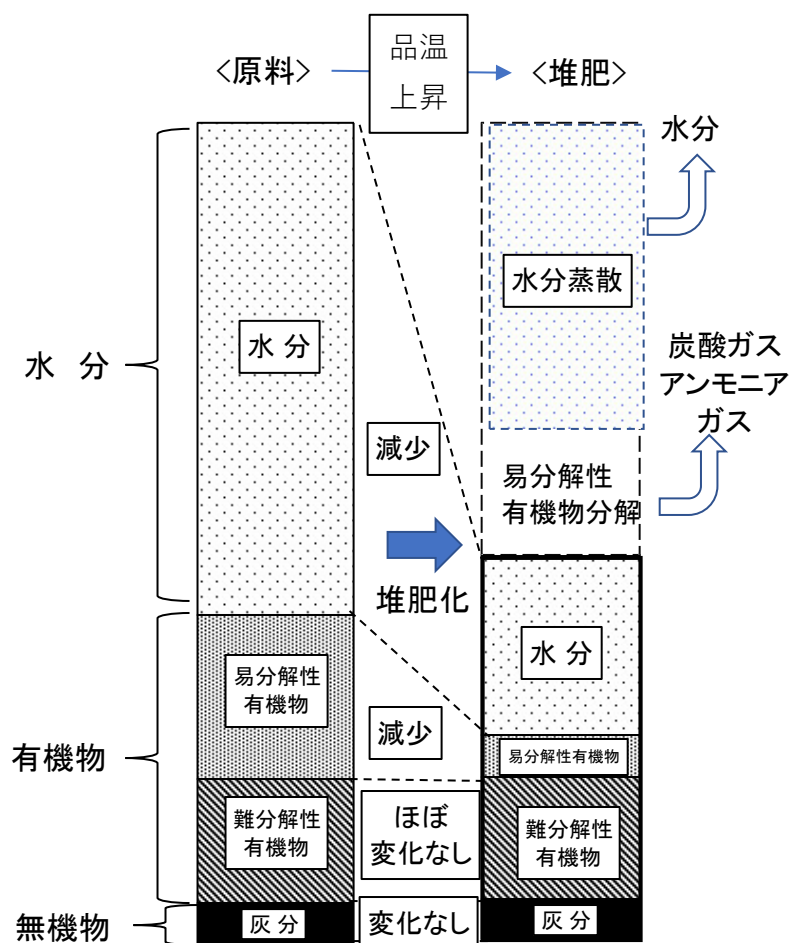 <原料>
品温
上昇
<堆肥>
水分
水分蒸散
水 分
水 分
炭酸ガス
アンモニア
ガス
減少
易分解性
有機物分解
堆肥化
水 分
易分解性
有機物
減少
易分解性有機物
有機物
難分解性
有機物
ほぼ
変化なし
難分解性
有機物
無機物
灰 分
変化なし
灰 分